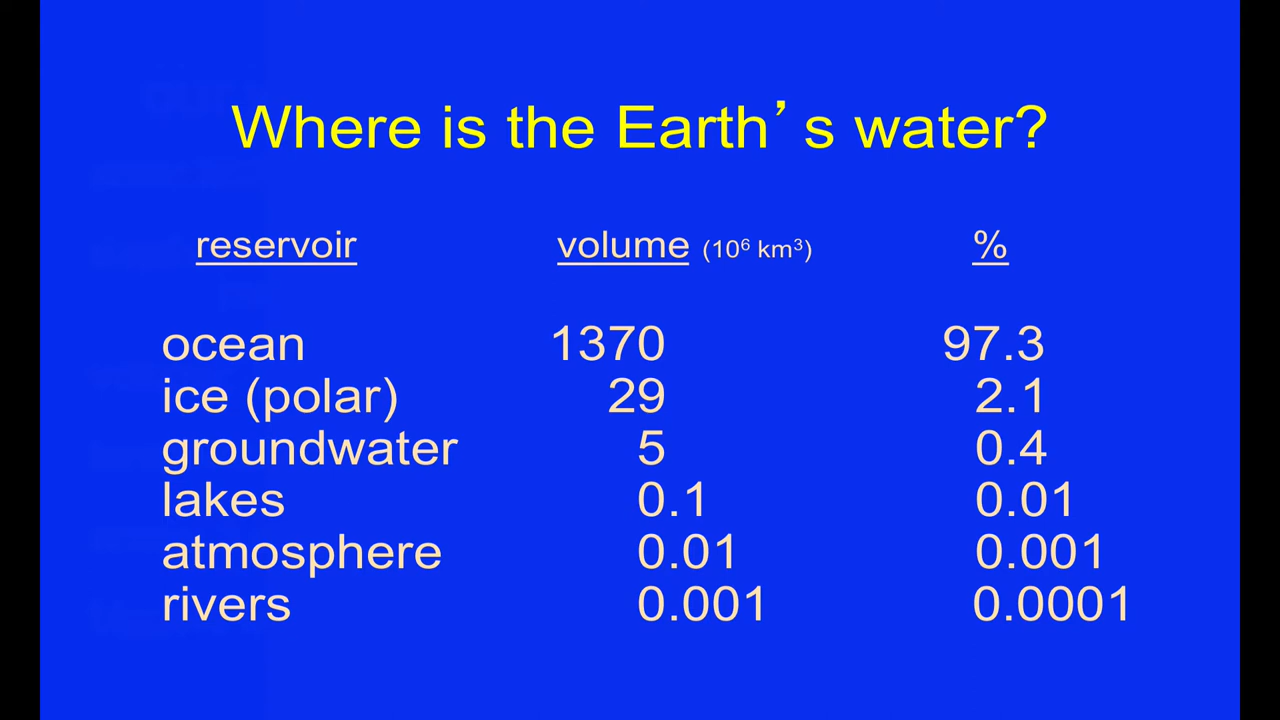 Where is the Earth’s water?
reservoir volume (10⁶ km³) %
ocean 1370 97.3
ice (polar) 29 2.1
groundwater 5 0.4
lakes 0.1 0.01
atmosphere 0.01 0.001
rivers 0.001 0.0001